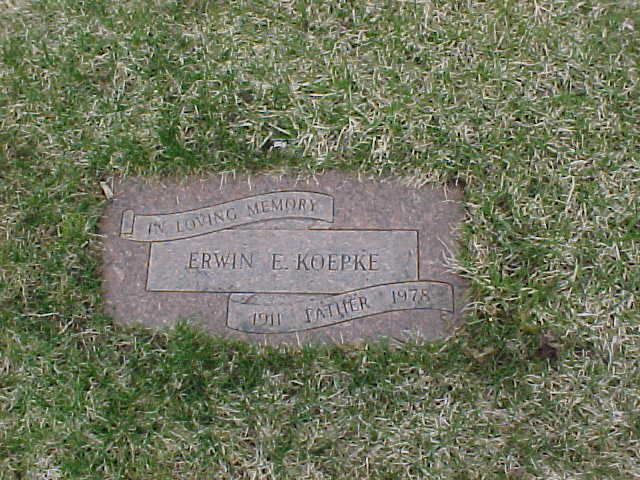 IN LOVING MEMORY
ERWIN E. KOEPKE
1911 FATHER 1978